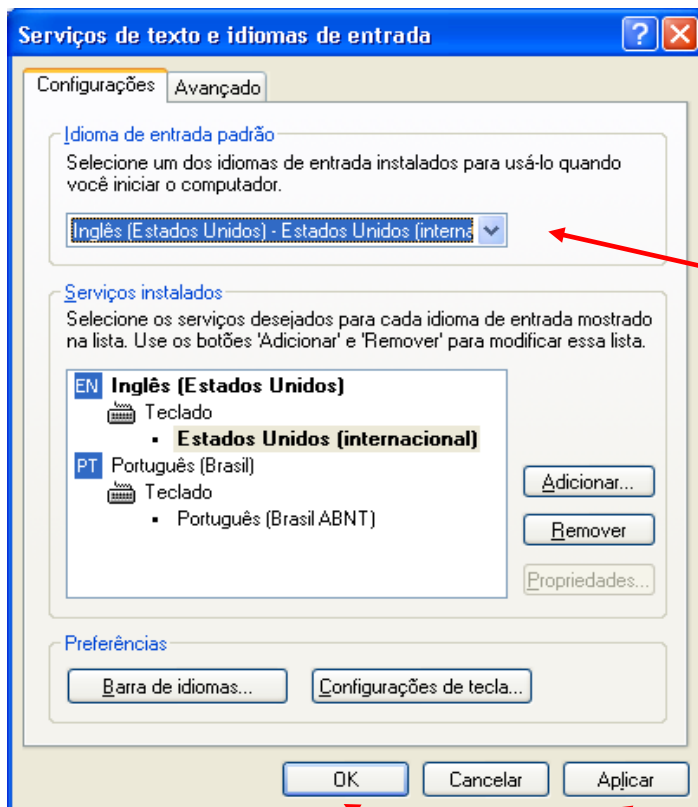 Serviços de texto e idiomas de entrada
Configurações Avançado
Idioma de entrada padrão
Selecione um dos idiomas de entrada instalados para usá-lo quando
você iniciar o computador.
Inglês (Estados Unidos) - Estados Unidos (interna
Serviços instalados
Selecione os serviços desejados para cada idioma de entrada mostrado
na lista. Use os botões 'Adicionar' e 'Remover' para modificar essa lista.
EN Inglês (Estados Unidos)
Teclado
Estados Unidos (internacional)
PT Português (Brasil)
Teclado
Português (Brasil ABNT)
Adicionar...
Remover
Propriedades...
Preferências
Barra de idiomas... Configurações de tecla...
OK Cancelar Aplicar